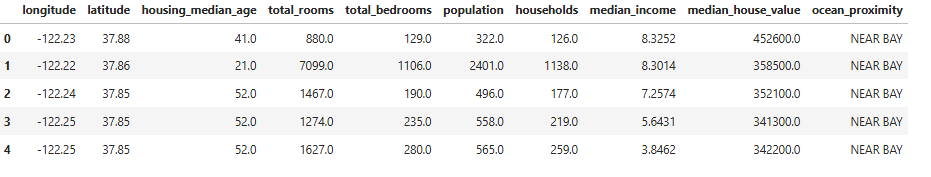 longitude latitude housing_median_age total_rooms total_bedrooms population households median_income median_house_value ocean_proximity
0 -122.23 37.88 41.0 880.0 129.0 322.0 126.0 8.3252 452600.0 NEAR BAY
1 -122.22 37.86 21.0 7099.0 1106.0 2401.0 1138.0 8.3014 358500.0 NEAR BAY
2 -122.24 37.85 52.0 1467.0 190.0 496.0 177.0 7.2574 352100.0 NEAR BAY
3 -122.25 37.85 52.0 1274.0 235.0 558.0 219.0 5.6431 341300.0 NEAR BAY
4 -122.25 37.85 52.0 1627.0 280.0 565.0 259.0 3.8462 342200.0 NEAR BAY